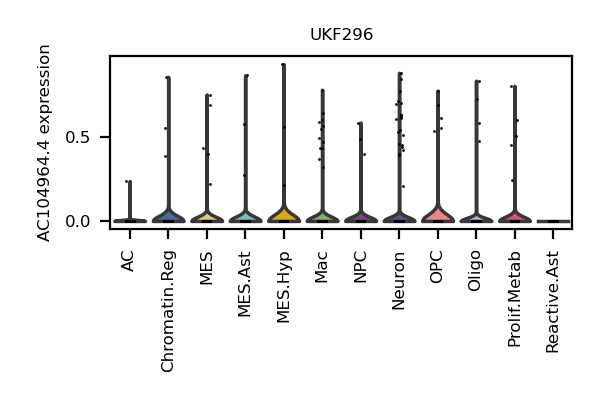 UKF296
AC104964.4 expression
0.5
0.0
AC
Chromatin.Reg
MES
MES.Ast
MES.Hyp
Mac
NPC
Neuron
OPC
Oligo
Prolif.Metab
Reactive.Ast